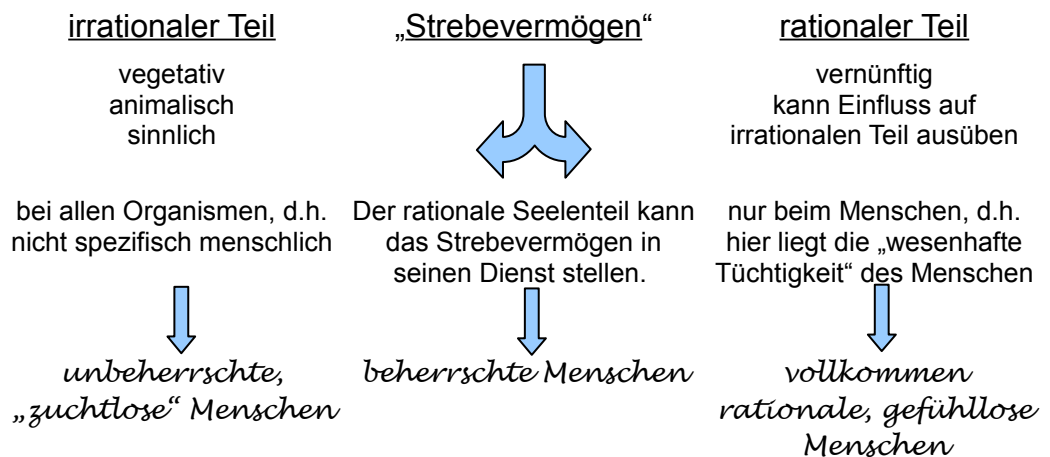 irrationaler Teil
vegetativ
animalisch
sinnlich
bei allen Organismen, d.h.
nicht spezifisch menschlich
unbeherrschte,
„zuchtlose“ Menschen
„Strebevermögen“
Der rationale Seelenteil kann
das Strebevermögen in
seinen Dienst stellen.
beherrschte Menschen
rationaler Teil
vernünftig
kann Einfluss auf
irrationalen Teil ausüben
nur beim Menschen, d.h.
hier liegt die „wesenhafte
Tüchtigkeit“ des Menschen
vollkommen
rationale, gefühllose
Menschen